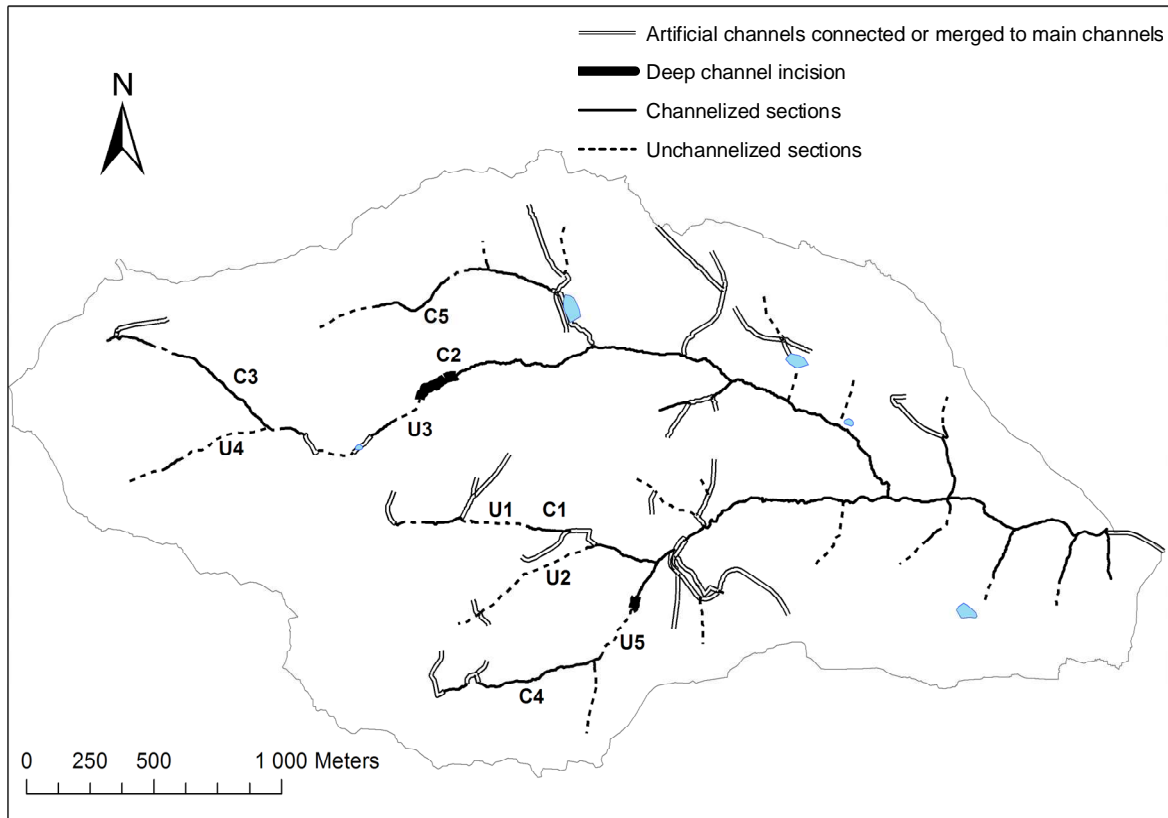 Artificial channels connected or merged to main channels
Deep channel incision
Channelized sections
Unchannelized sections
N
C5
C2
C3
U3
U4
U1 C1
U2
U5
C4
0 250 500 1 000 Meters